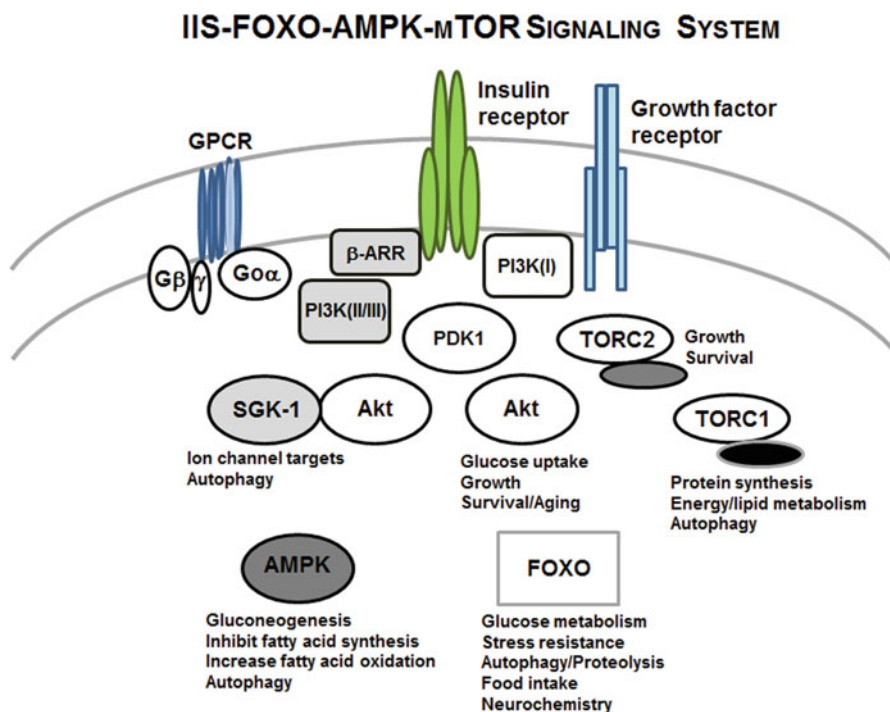 IIS-FOXO-AMPK-MTOR SIGNALING SYSTEM
Insulin
receptor
Growth factor
receptor
GPCR
β-ARR
PI3K(I)
Gβ
γ
Goα
PI3K(II/III)
PDK1
TORC2
Growth
Survival
SGK-1
Akt
Akt
TORC1
Ion channel targets
Autophagy
Glucose uptake
Growth
Survival/Aging
Protein synthesis
Energy/lipid metabolism
Autophagy
AMPK
FOXO
Gluconeogenesis
Inhibit fatty acid synthesis
Increase fatty acid oxidation
Autophagy
Glucose metabolism
Stress resistance
Autophagy/Proteolysis
Food intake
Neurochemistry